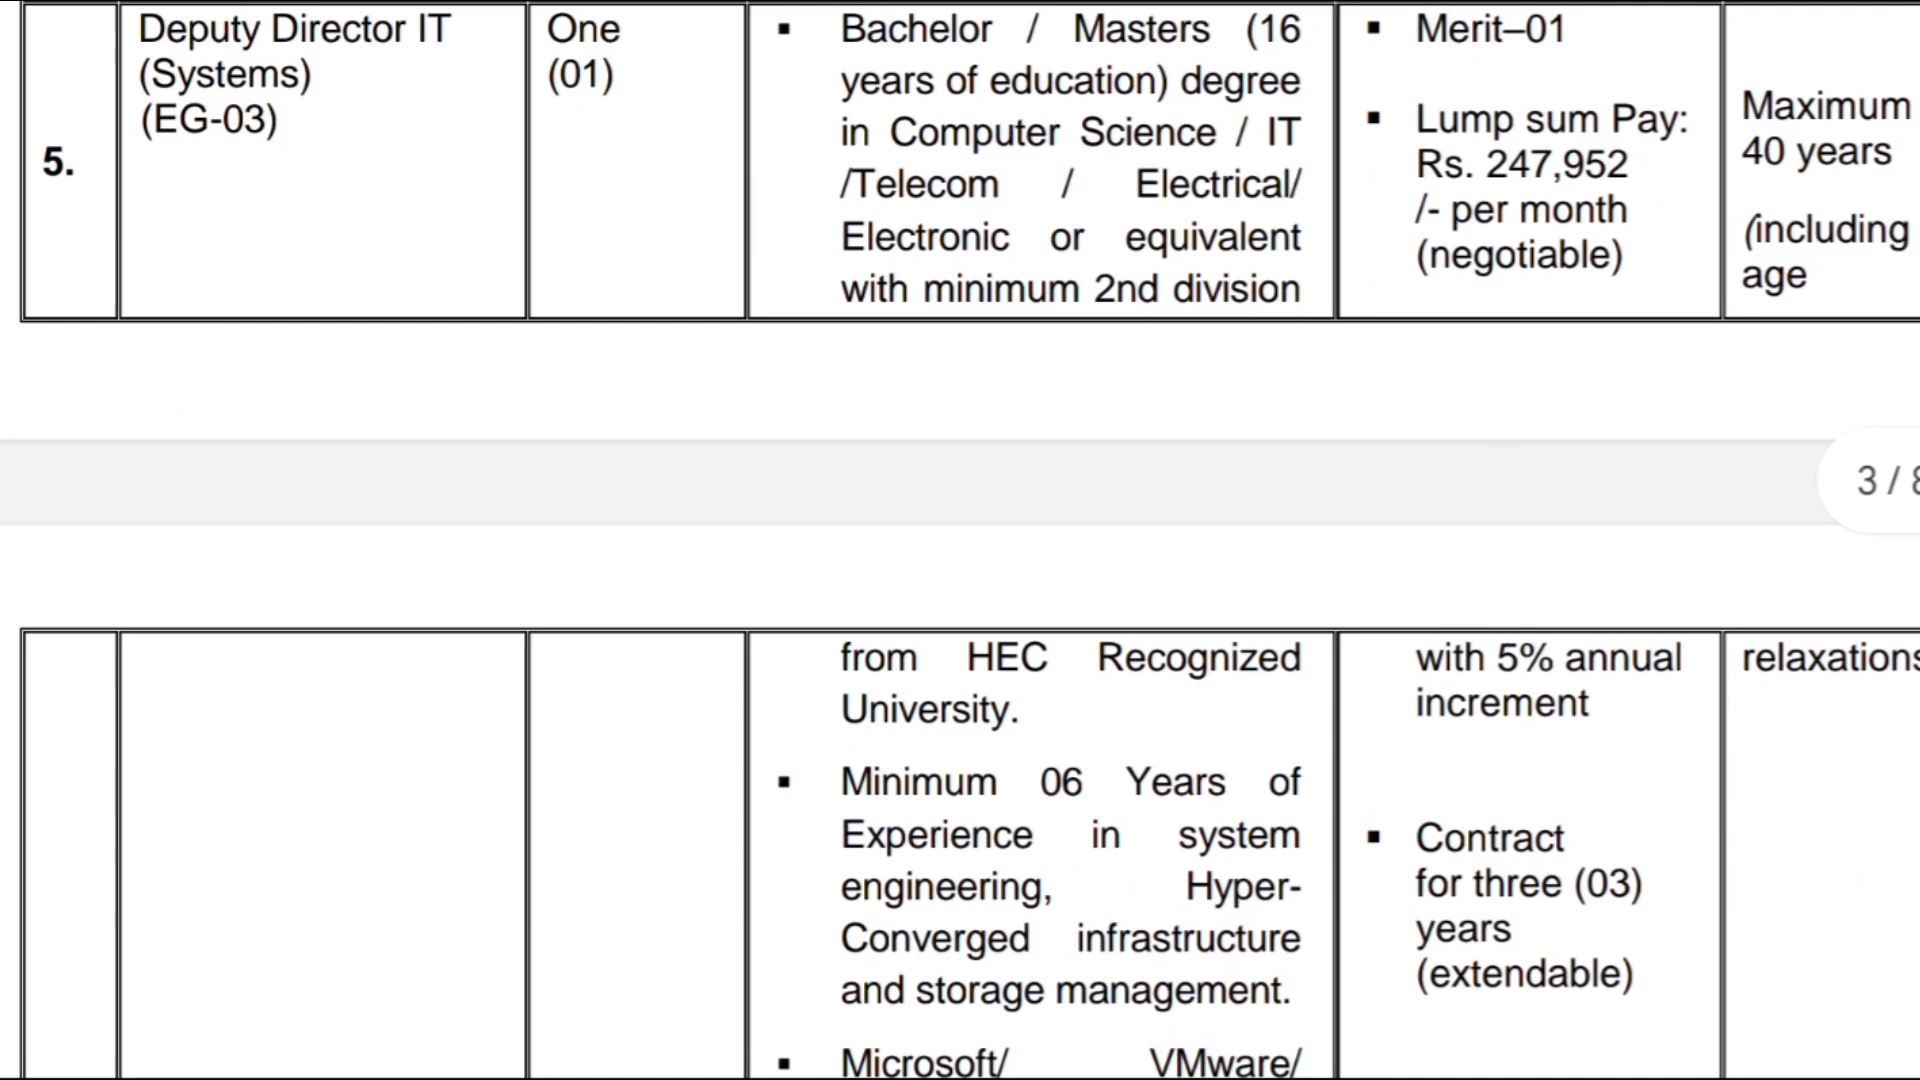 5.
Deputy Director IT
(Systems)
(EG-03)
One
(01)
▪ Bachelor / Masters (16
years of education) degree
in Computer Science / IT
/Telecom / Electrical/
Electronic or equivalent
with minimum 2nd division
▪ Merit–01
▪ Lump sum Pay:
Rs. 247,952
/- per month
(negotiable)
Maximum
40 years
(including
age
3 / 8
from HEC Recognized
University.
▪ Minimum 06 Years of
Experience in system
engineering, Hyper-
Converged infrastructure
and storage management.
▪ Microsoft/ VMware/
with 5% annual
increment
▪ Contract
for three (03)
years
(extendable)
relaxations